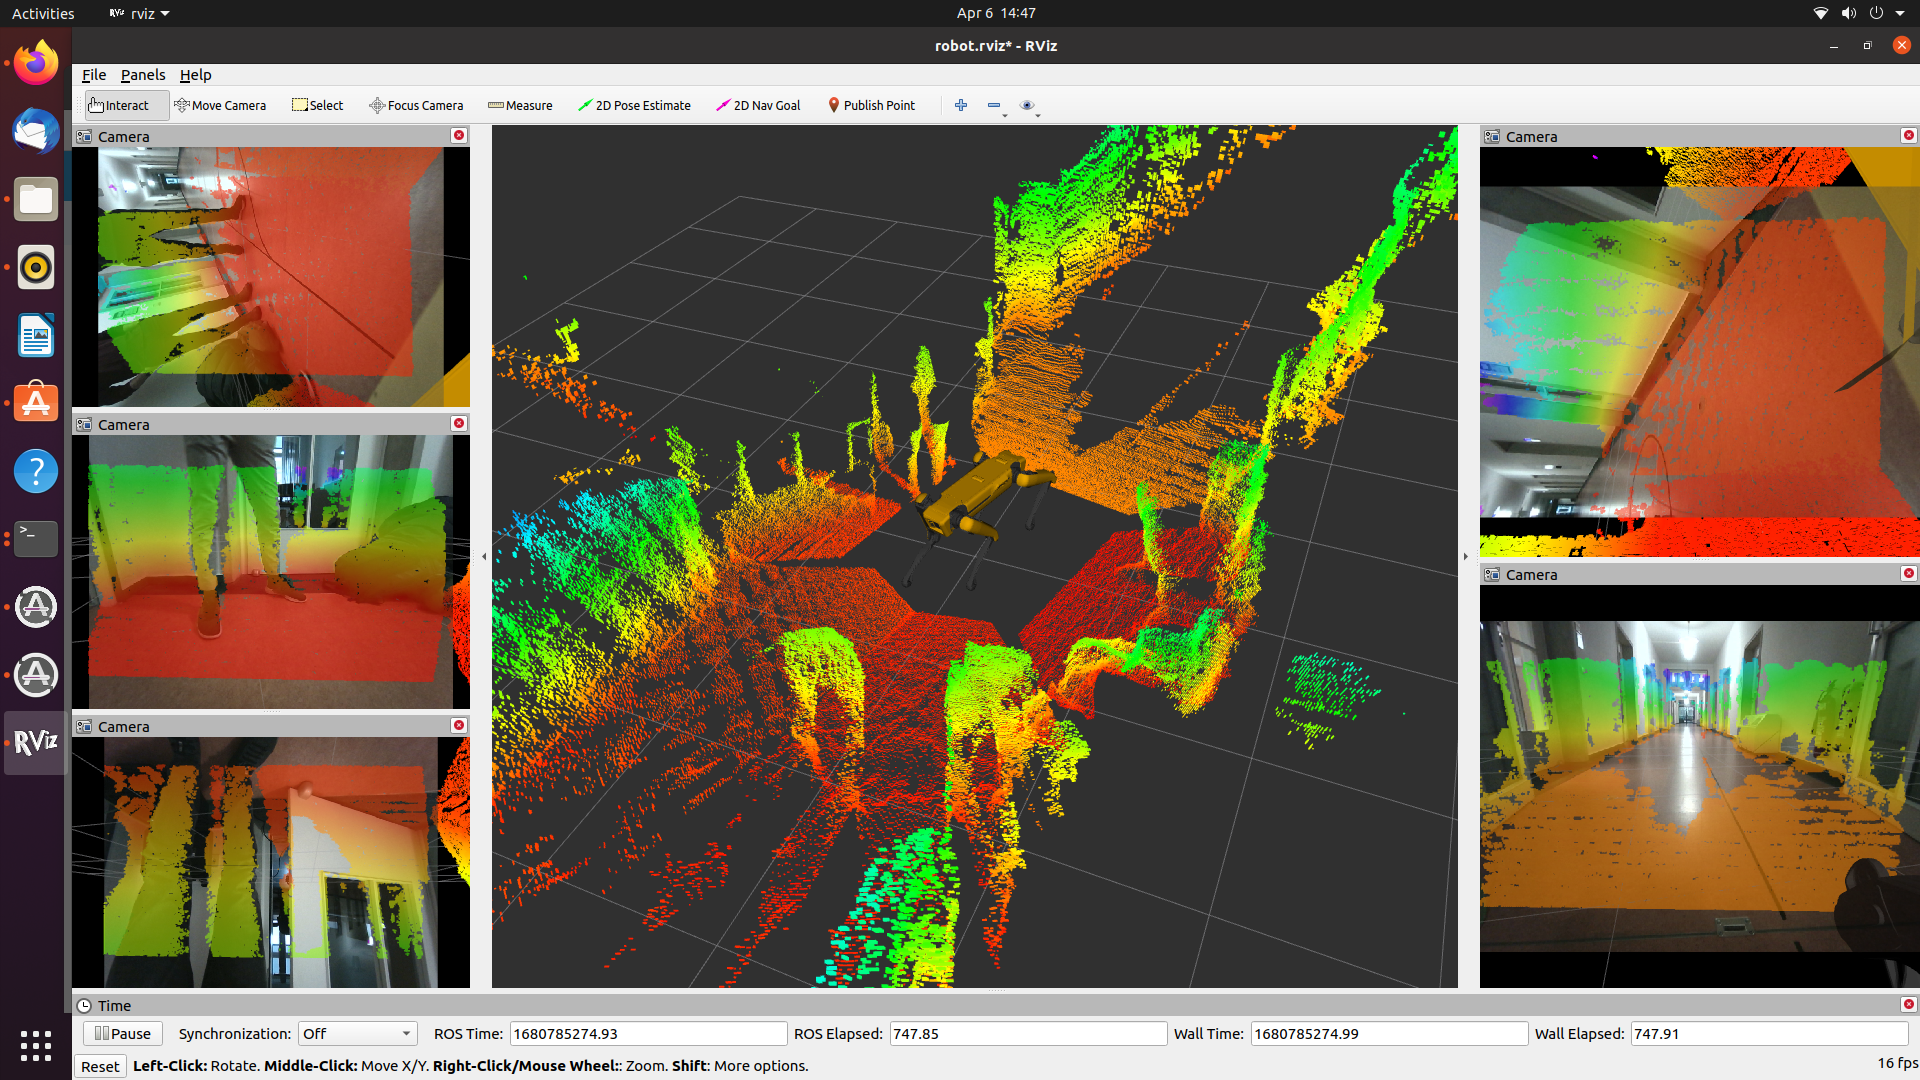 Activities RViz rviz Apr 6 14:47
robot.rviz* - RViz
File Panels Help
Interact Move Camera Select Focus Camera Measure 2D Pose Estimate 2D Nav Goal Publish Point
Camera
Camera
Camera
Camera
Camera
RViz
Time
Pause Synchronization: Off ROS Time: 1680785274.93 ROS Elapsed: 747.85 Wall Time: 1680785274.99 Wall Elapsed: 747.91
Reset Left-Click: Rotate. Middle-Click: Move X/Y. Right-Click/Mouse Wheel:: Zoom. Shift: More options. 16 fps